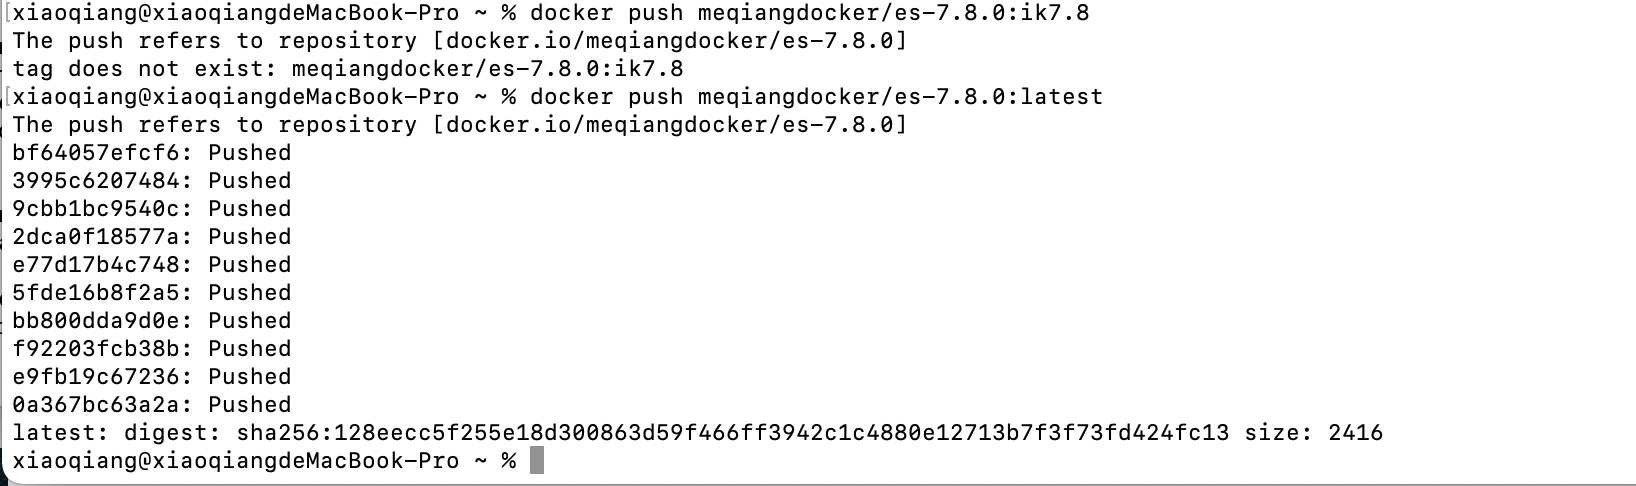 [xiaoqiang@xiaoqiangdeMacBook-Pro ~ % docker push meqiangdocker/es-7.8.0:ik7.8
The push refers to repository [docker.io/meqiangdocker/es-7.8.0]
tag does not exist: meqiangdocker/es-7.8.0:ik7.8
[xiaoqiang@xiaoqiangdeMacBook-Pro ~ % docker push meqiangdocker/es-7.8.0:latest
The push refers to repository [docker.io/meqiangdocker/es-7.8.0]
bf64057efcf6: Pushed
3995c6207484: Pushed
9cbb1bc9540c: Pushed
2dca0f18577a: Pushed
e77d17b4c748: Pushed
5fde16b8f2a5: Pushed
bb800dda9d0e: Pushed
f92203fcb38b: Pushed
e9fb19c67236: Pushed
0a367bc63a2a: Pushed
latest: digest: sha256:128eecc5f255e18d300863d59f466ff3942c1c4880e12713b7f3f73fd424fc13 size: 2416
xiaoqiang@xiaoqiangdeMacBook-Pro ~ %